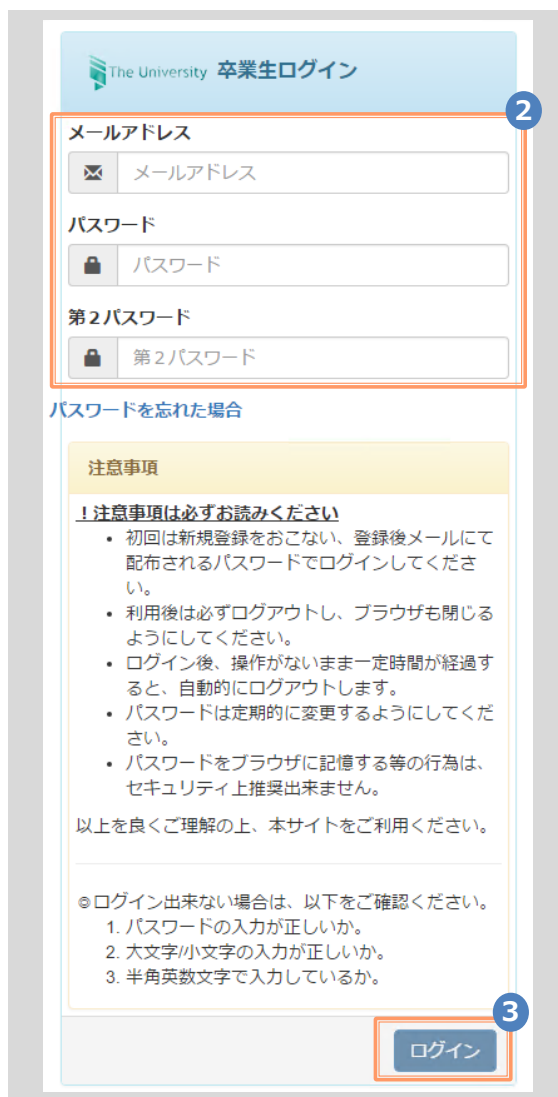 The University 卒業生ログイン
2
メールアドレス
メールアドレス
パスワード
パスワード
第２パスワード
第２パスワード
パスワードを忘れた場合
注意事項
！注意事項は必ずお読みください
• 初回は新規登録をおこない、登録後メールにて
配布されるパスワードでログインしてくださ
い。
• 利用後は必ずログアウトし、ブラウザも閉じる
ようにしてください。
• ログイン後、操作がないまま一定時間が経過す
ると、自動的にログアウトします。
• パスワードは定期的に変更するようにしてくだ
さい。
• パスワードをブラウザに記憶する等の行為は、
セキュリティ上推奨出来ません。
以上を良くご理解の上、本サイトをご利用ください。
◎ログイン出来ない場合は、以下をご確認ください。
1. パスワードの入力が正しいか。
2. 大文字/小文字の入力が正しいか。
3. 半角英数文字で入力しているか。
3
ログイン